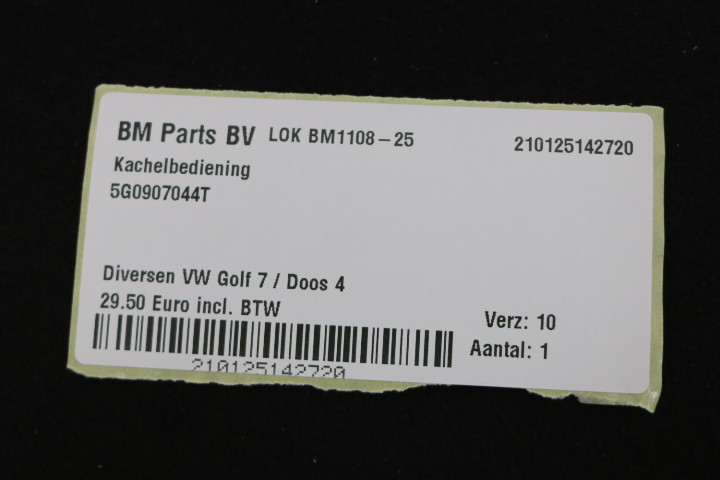 BM Parts BV LOK BM1108-25 210125142720
Kachelbediening
5G0907044T
Diversen VW Golf 7 / Doos 4
29.50 Euro incl. BTW
Verz: 10
Aantal: 1
210125142720